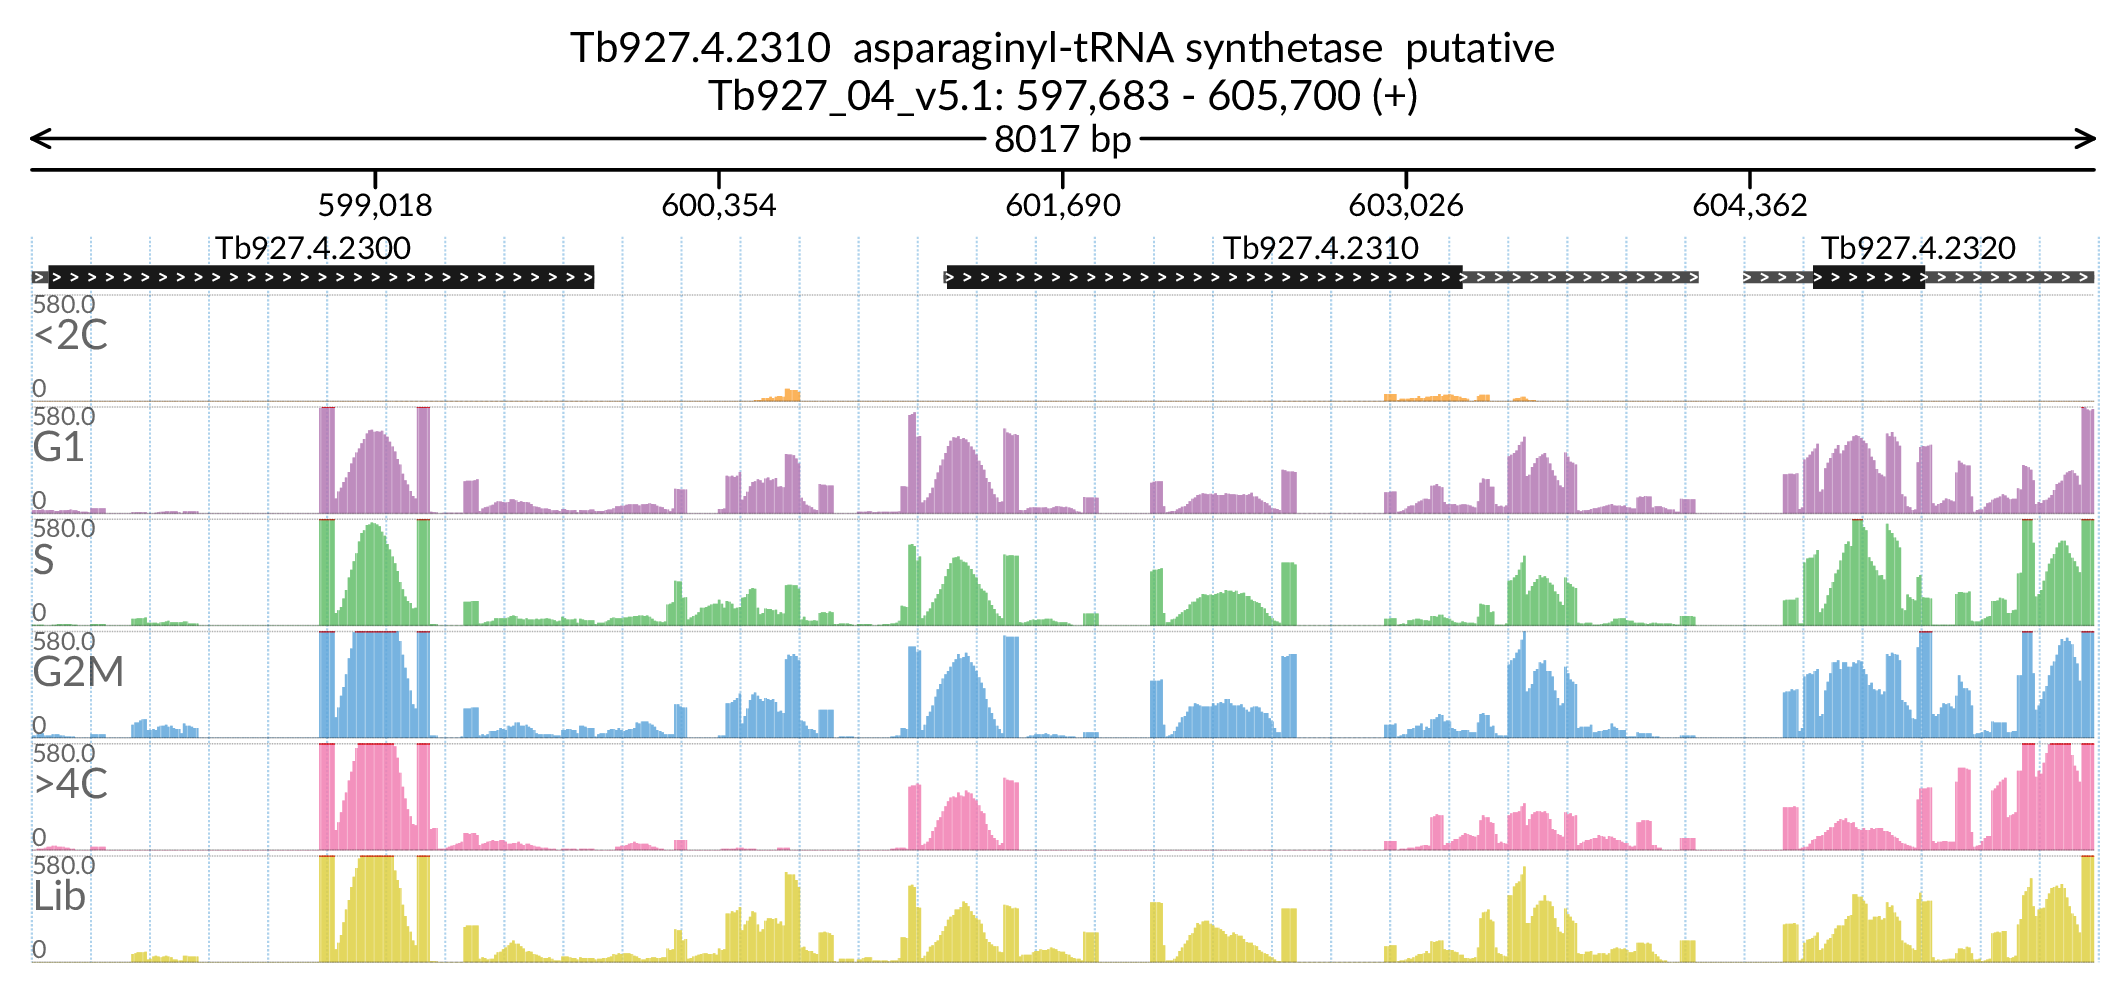 Tb927.4.2310 asparaginyl-tRNA synthetase putative
Tb927_04_v5.1: 597,683 - 605,700 (+)
8017 bp
599,018 600,354 601,690 603,026 604,362
Tb927.4.2300 Tb927.4.2310 Tb927.4.2320
580.0
<2C
0
580.0
G1
0
580.0
S
0
580.0
G2M
0
580.0
>4C
0
580.0
Lib
0